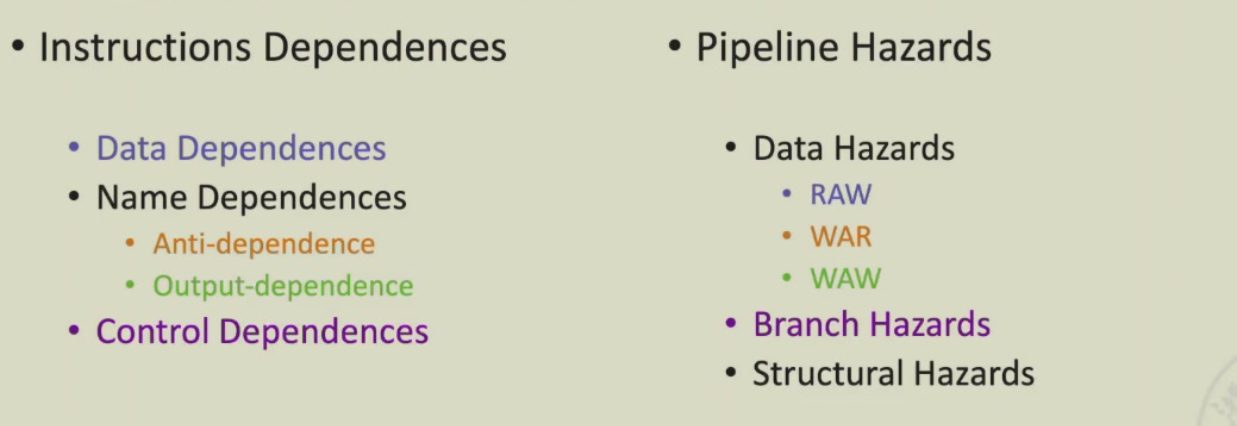 • Instructions Dependences
• Data Dependences
• Name Dependences
• Anti-dependence
• Output-dependence
• Control Dependences
• Pipeline Hazards
• Data Hazards
• RAW
• WAR
• WAW
• Branch Hazards
• Structural Hazards